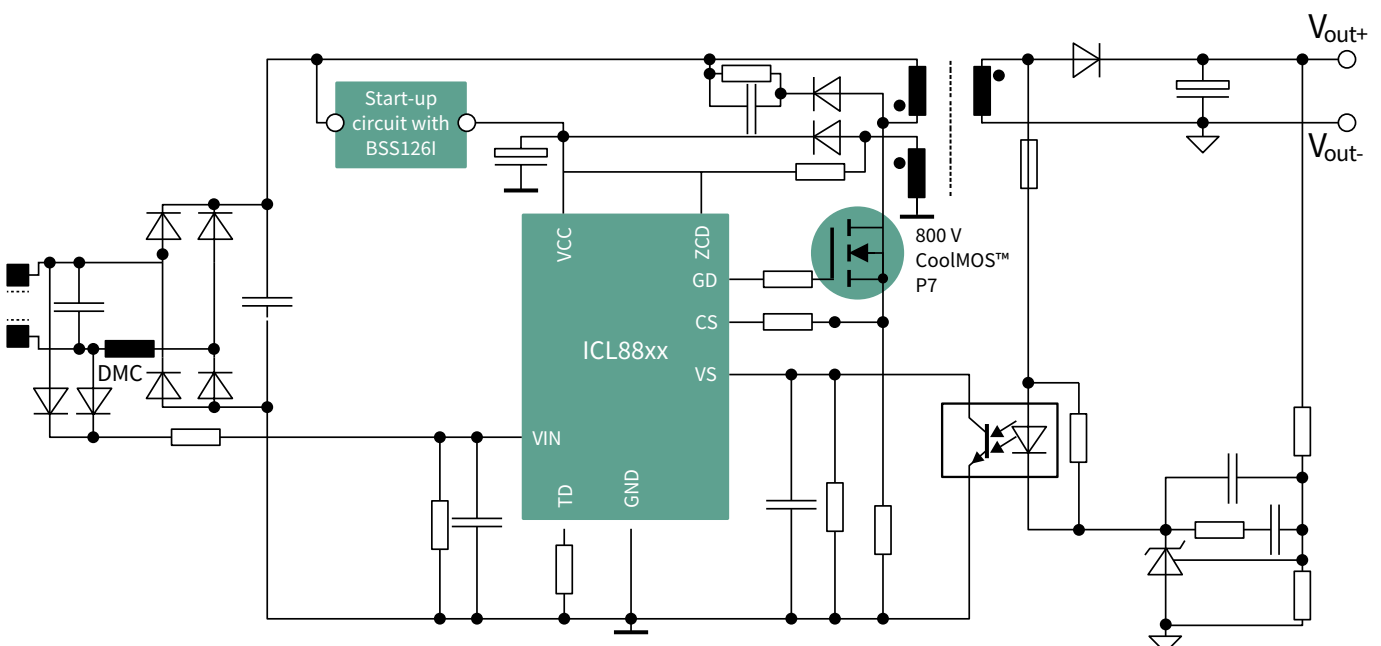 Vout+
Start-up
circuit with
BSS126I
Vout-
VCC
ZCD
800 V
CoolMOS™
P7
GD
CS
ICL88xx
VS
DMC
VIN
TD
GND